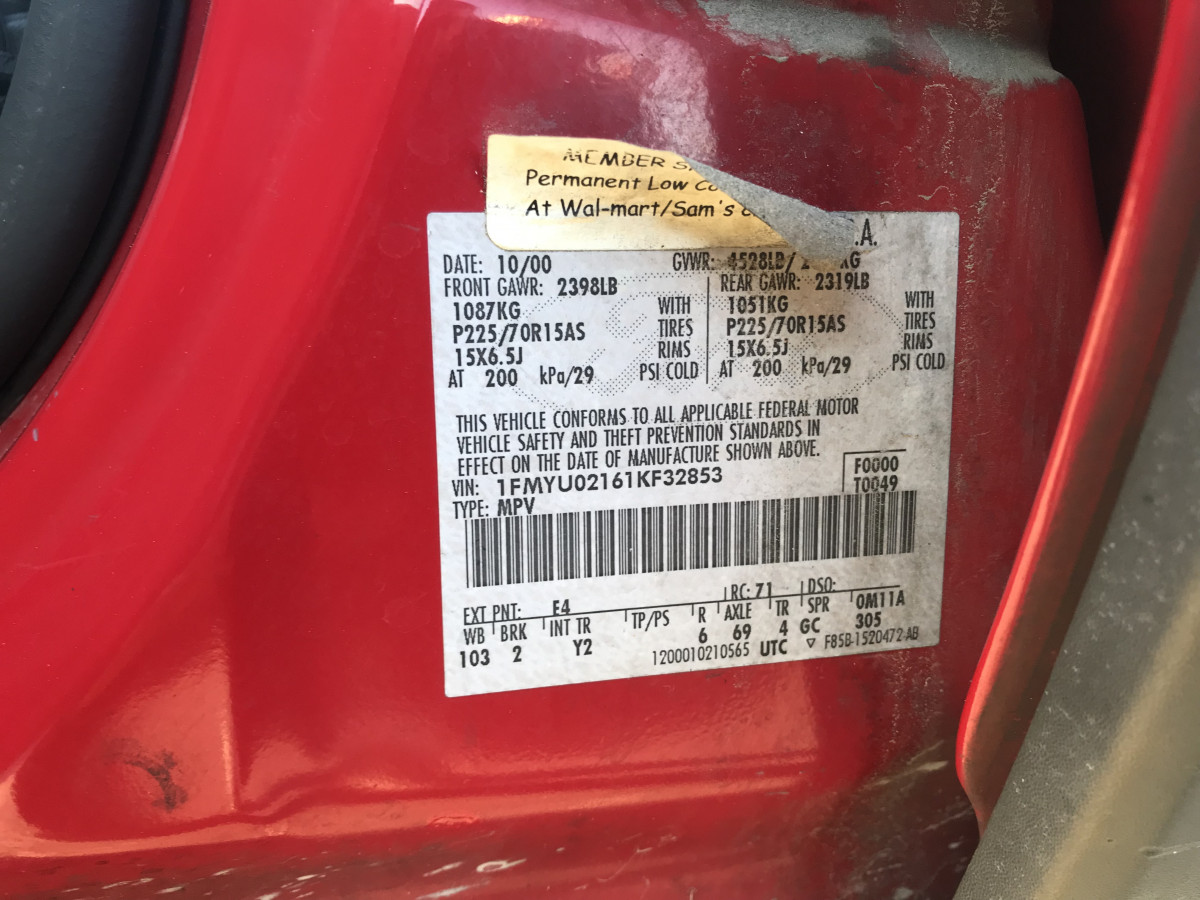 MEMBER
Permanent Low
At Wal-mart/Sam's
.A.
DATE: 10/00 GVWR: 4528LB/ KG
FRONT GAWR: 2398LB REAR GAWR: 2319LB
1087KG WITH 1051KG WITH
P225/70R15AS TIRES P225/70R15AS TIRES
15X6.5J RIMS 15X6.5J RIMS
AT 200 kPa/29 PSI COLD AT 200 kPa/29 PSI COLD
THIS VEHICLE CONFORMS TO ALL APPLICABLE FEDERAL MOTOR
VEHICLE SAFETY AND THEFT PREVENTION STANDARDS IN
EFFECT ON THE DATE OF MANUFACTURE SHOWN ABOVE.
VIN: 1FMYU02161KF32853 F0000
TYPE: MPV T0049
EXT PNT: E4 RC: 71 DSO:
WB BRK INT TR TP/PS R AXLE TR SPR 0M11A
103 2 Y2 6 69 4 GC 305
1200010210565 UTC ▽ F85B-1520472-AB